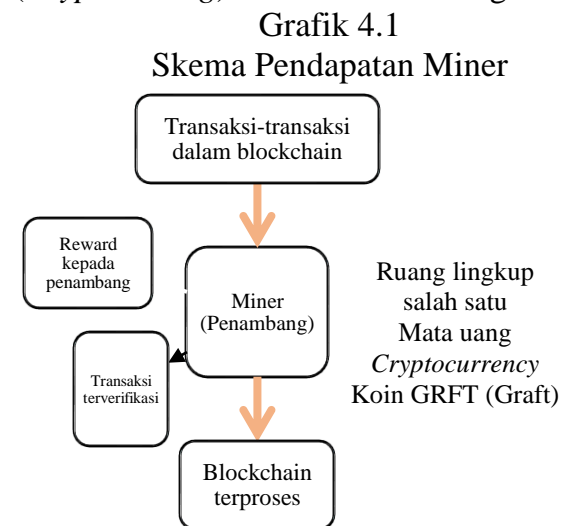 Grafik 4.1
Skema Pendapatan Miner
Transaksi-transaksi
dalam blockchain
Reward
kepada
penambang
Miner
(Penambang)
Ruang lingkup
salah satu
Mata uang
Cryptocurrency
Koin GRFT (Graft)
Transaksi
terverifikasi
Blockchain
terproses